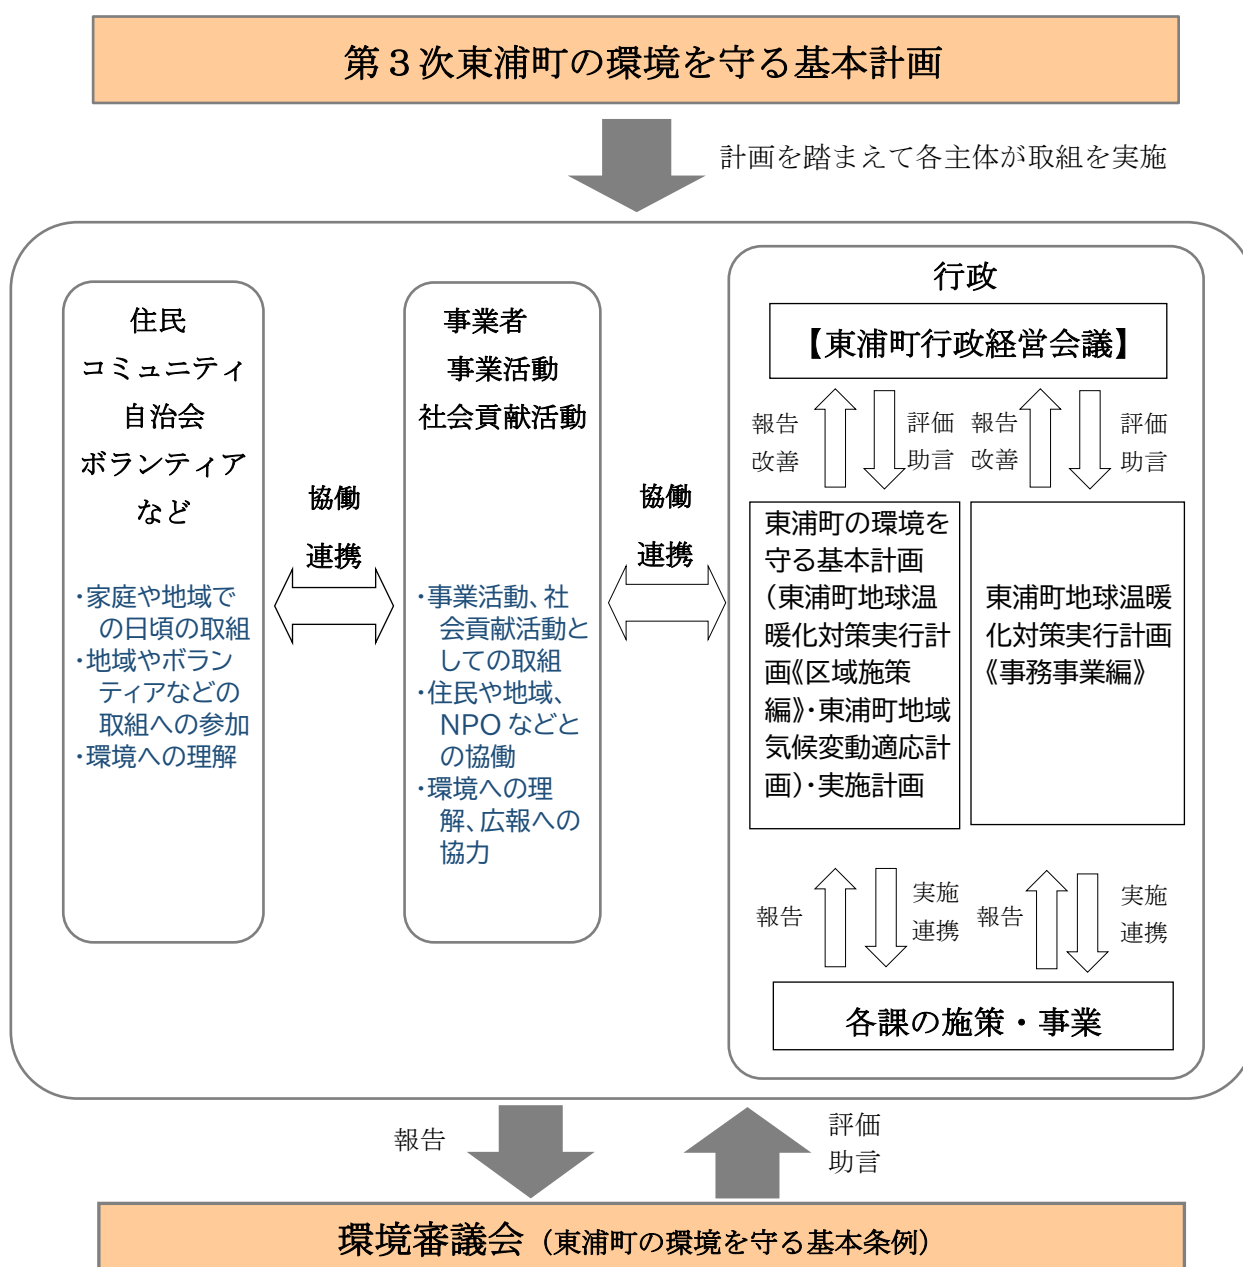 第３次東浦町の環境を守る基本計画
計画を踏まえて各主体が取組を実施
住民
コミュニティ
自治会
ボランティア
など
・家庭や地域で
の日頃の取組
・地域やボラン
ティアなどの
取組への参加
・環境への理解
協働
連携
事業者
事業活動
社会貢献活動
・事業活動、社
会貢献活動と
しての取組
・住民や地域、
NPO などと
の協働
・環境への理
解、広報への
協力
協働
連携
行政
【東浦町行政経営会議】
報告
改善
評価
助言
報告
改善
評価
助言
東浦町の環境を
守る基本計画
（東浦町地球温
暖化対策実行計
画《区域施策
編》・東浦町地域
気候変動適応計
画）・実施計画
東浦町地球温暖
化対策実行計画
《事務事業編》
報告
実施
連携
報告
実施
連携
各課の施策・事業
報告
評価
助言
環境審議会（東浦町の環境を守る基本条例）